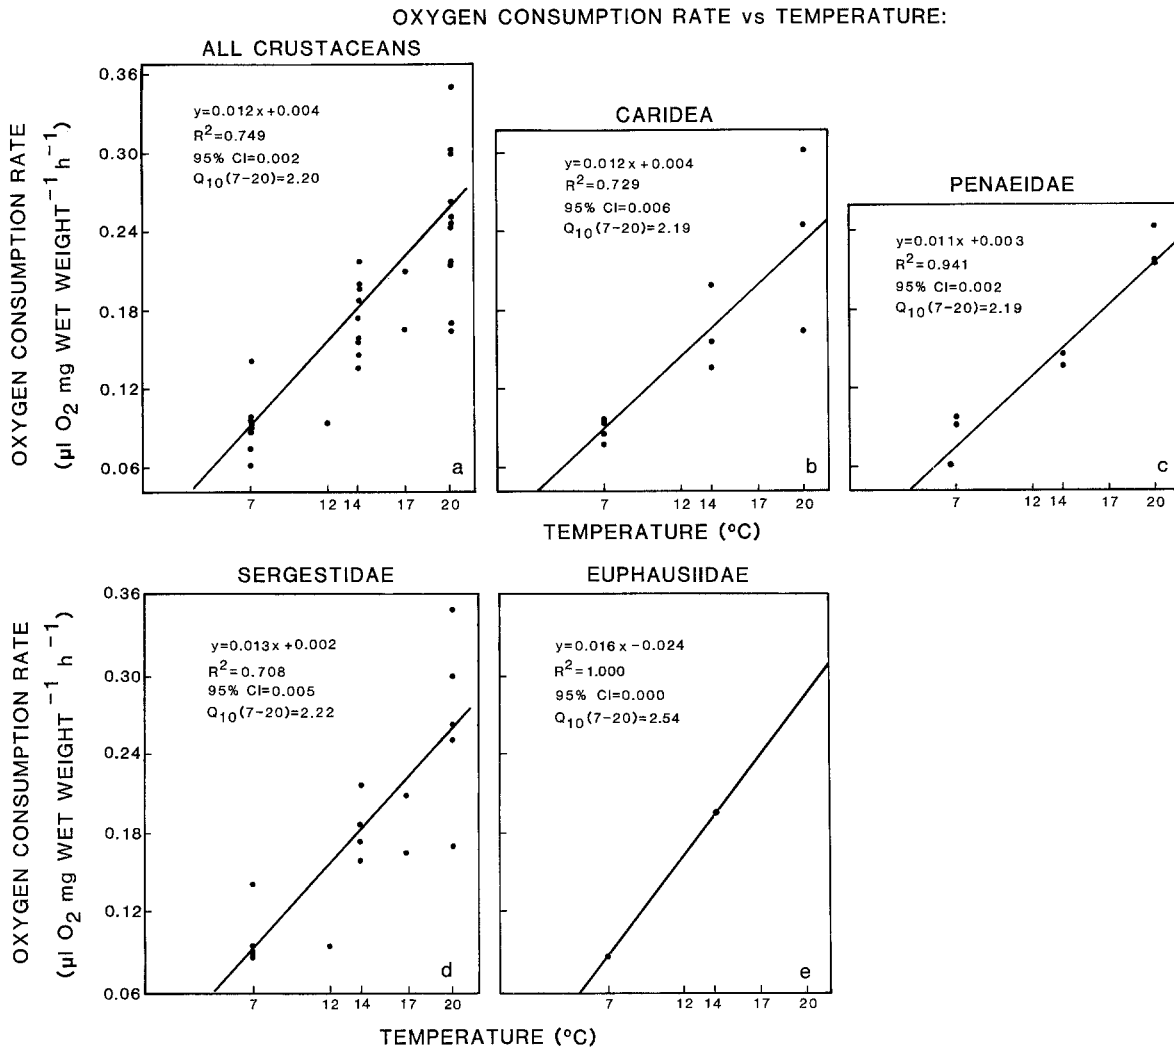 OXYGEN CONSUMPTION RATE vs TEMPERATURE:
ALL CRUSTACEANS
OXYGEN CONSUMPTION RATE
(µl O2 mg WET WEIGHT−1 h−1)
0.36
0.30
0.24
0.18
0.12
0.06
y=0.012x+0.004
R2=0.749
95% CI=0.002
Q10(7−20)=2.20
a
7 12 14 17 20
CARIDEA
y=0.012x+0.004
R2=0.729
95% CI=0.006
Q10(7−20)=2.19
b
7 12 14 17 20
PENAEIDAE
y=0.011x +0.003
R2=0.941
95% CI=0.002
Q10(7−20)=2.19
c
7 12 14 17 20
TEMPERATURE (ºC)
SERGESTIDAE
OXYGEN CONSUMPTION RATE
(µl O2 mg WET WEIGHT−1 h−1)
0.36
0.30
0.24
0.18
0.12
0.06
y=0.013x+0.002
R2=0.708
95% CI=0.005
Q10(7−20)=2.22
d
7 12 14 17 20
EUPHAUSIIDAE
y=0.016x−0.024
R2=1.000
95% CI=0.000
Q10(7−20)=2.54
e
7 12 14 17 20
TEMPERATURE (ºC)